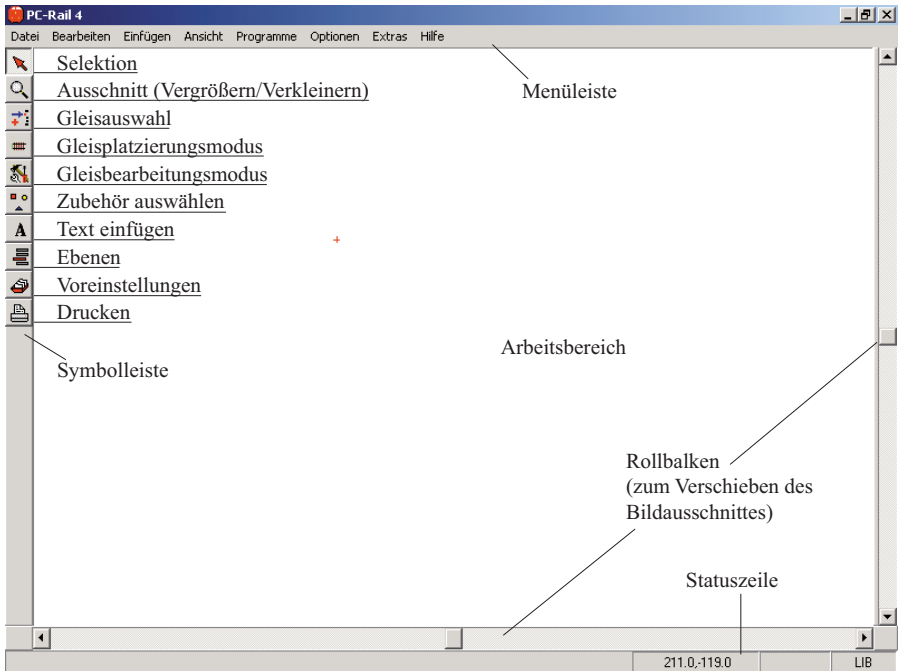 PC-Rail 4
Datei Bearbeiten Einfügen Ansicht Programme Optionen Extras Hilfe
Selektion
Ausschnitt (Vergrößern/Verkleinern)
Menüleiste
Gleisauswahl
Gleisplatzierungsmodus
Gleisbearbeitungsmodus
Zubehör auswählen
A Text einfügen
Ebenen
Voreinstellungen
Drucken
Arbeitsbereich
Symbolleiste
Rollbalken
(zum Verschieben des
Bildausschnittes)
Statuszeile
211.0,-119.0 LIB